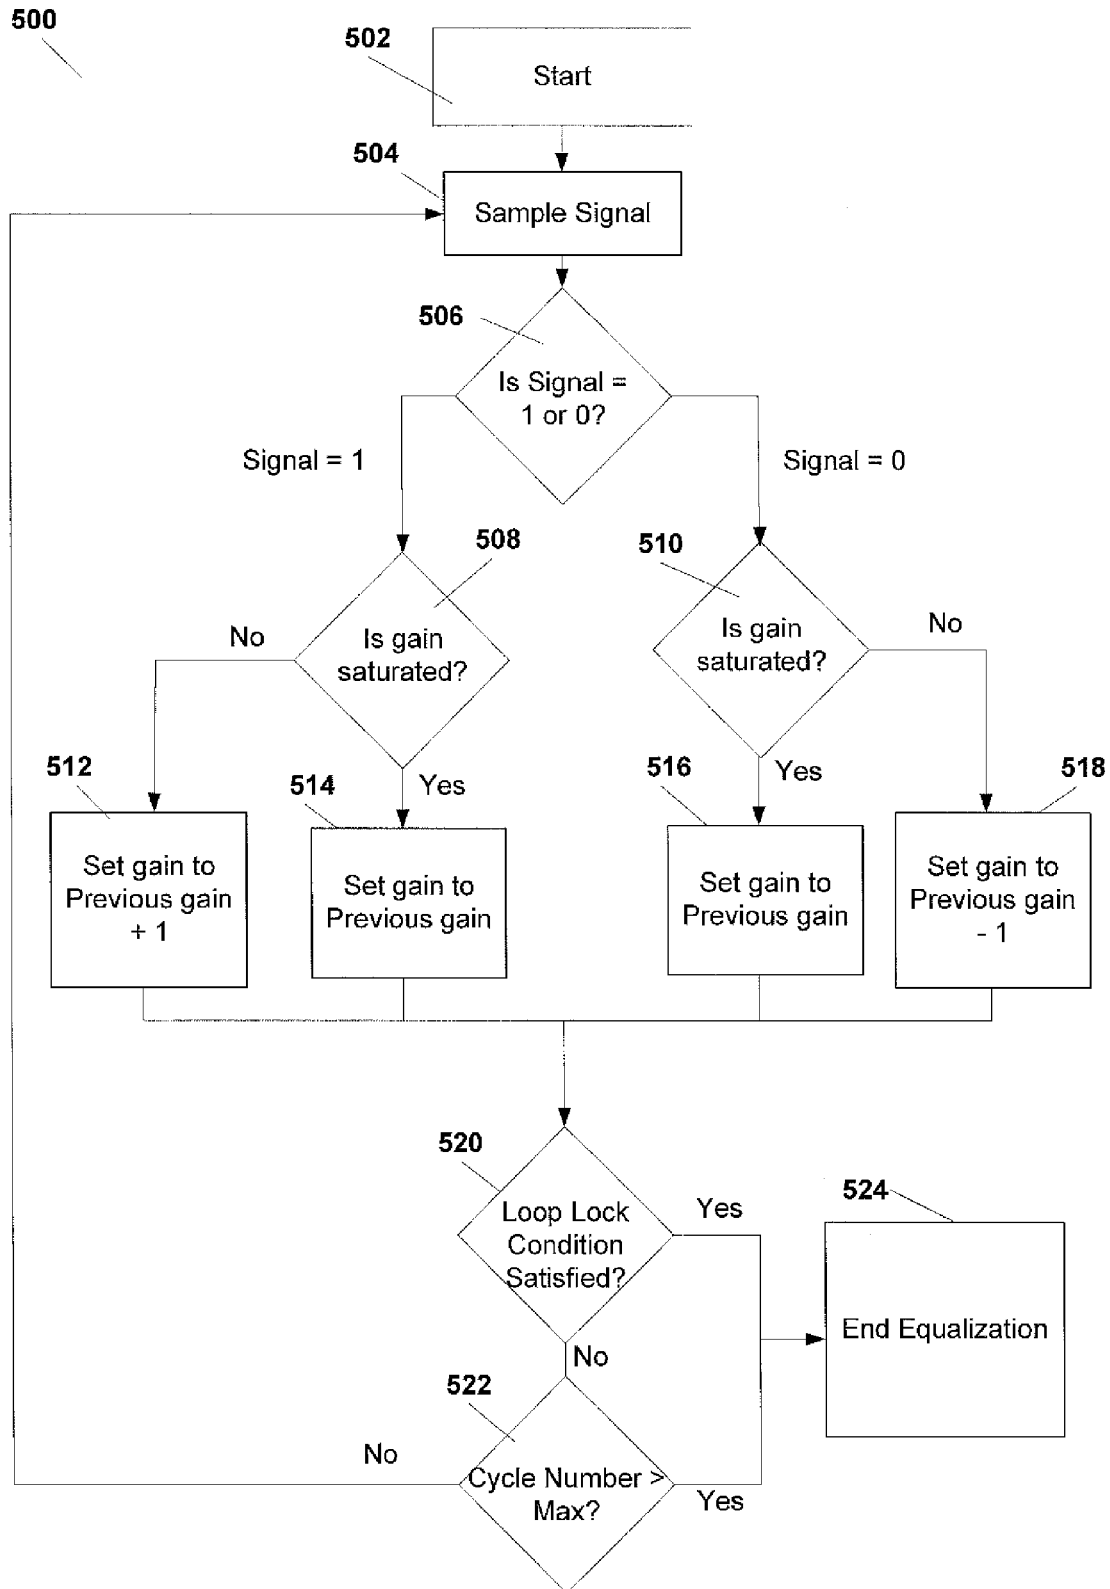 500
502
Start
504
Sample Signal
506
Is Signal =
1 or 0?
Signal = 1
Signal = 0
508
510
No
Is gain
saturated?
Is gain
saturated?
No
512
Yes
514
516
Yes
518
Set gain to
Previous gain
+ 1
Set gain to
Previous gain
Set gain to
Previous gain
Set gain to
Previous gain
- 1
520
Loop Lock
Condition
Satisfied?
Yes
524
End Equalization
No
522
No
Cycle Number >
Max?
Yes